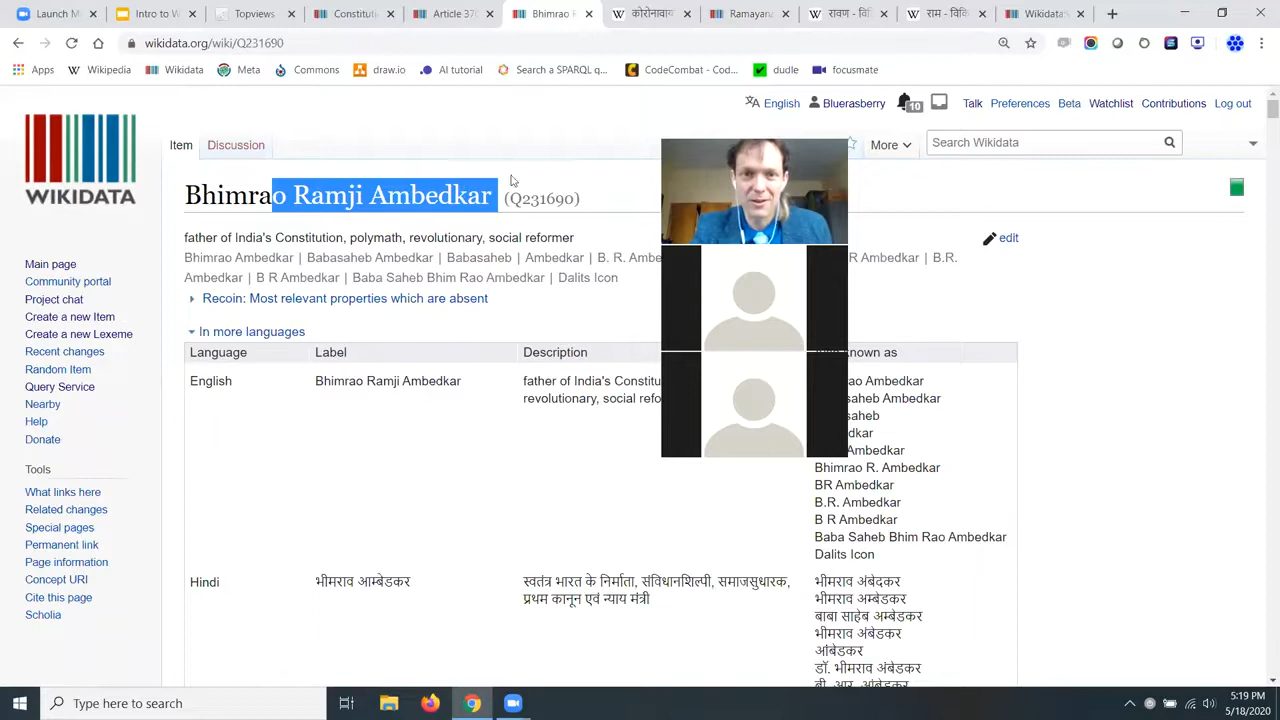 Launch M
Intro to W
Topviews
Constitut
Article 37
Bhimrao
कोरोनावाय
Ramayan
रावण - वि
राम - विकि
WikidataS
wikidata.org/wiki/Q231690
Apps Wikipedia Wikidata Meta Commons draw.io AI tutorial Search a SPARQL q... CodeCombat - Cod... dudle focusmate
English Bluerasberry 10 Talk Preferences Beta Watchlist Contributions Log out
WIKIDATA
Item Discussion More Search Wikidata
Bhimrao Ramji Ambedkar (Q231690)
father of India's Constitution, polymath, revolutionary, social reformer edit
Bhimrao Ambedkar | Babasaheb Ambedkar | Babasaheb | Ambedkar | B. R. Ambe R Ambedkar | B.R.
Ambedkar | B R Ambedkar | Baba Saheb Bhim Rao Ambedkar | Dalits Icon
Recoin: Most relevant properties which are absent
In more languages
Language Label Description known as
English Bhimrao Ramji Ambedkar father of India's Constitu ao Ambedkar
revolutionary, social refo saheb Ambedkar
saheb
dkar
Ambedkar
Bhimrao R. Ambedkar
BR Ambedkar
B.R. Ambedkar
B R Ambedkar
Baba Saheb Bhim Rao Ambedkar
Dalits Icon
Hindi भीमराव आम्बेडकर स्वतंत्र भारत के निर्माता, संविधानशिल्पी, समाजसुधारक, भीमराव अंबेदकर
प्रथम कानून एवं न्याय मंत्री भीमराव अम्बेडकर
बाबा साहेब अम्बेडकर
भीमराव अंबेडकर
आंबेडकर
डॉ. भीमराव अंबेडकर
बी. आर. आंबेडकर
Main page
Community portal
Project chat
Create a new Item
Create a new Lexeme
Recent changes
Random Item
Query Service
Nearby
Help
Donate
Tools
What links here
Related changes
Special pages
Permanent link
Page information
Concept URI
Cite this page
Scholia
Type here to search
5:19 PM
5/18/2020